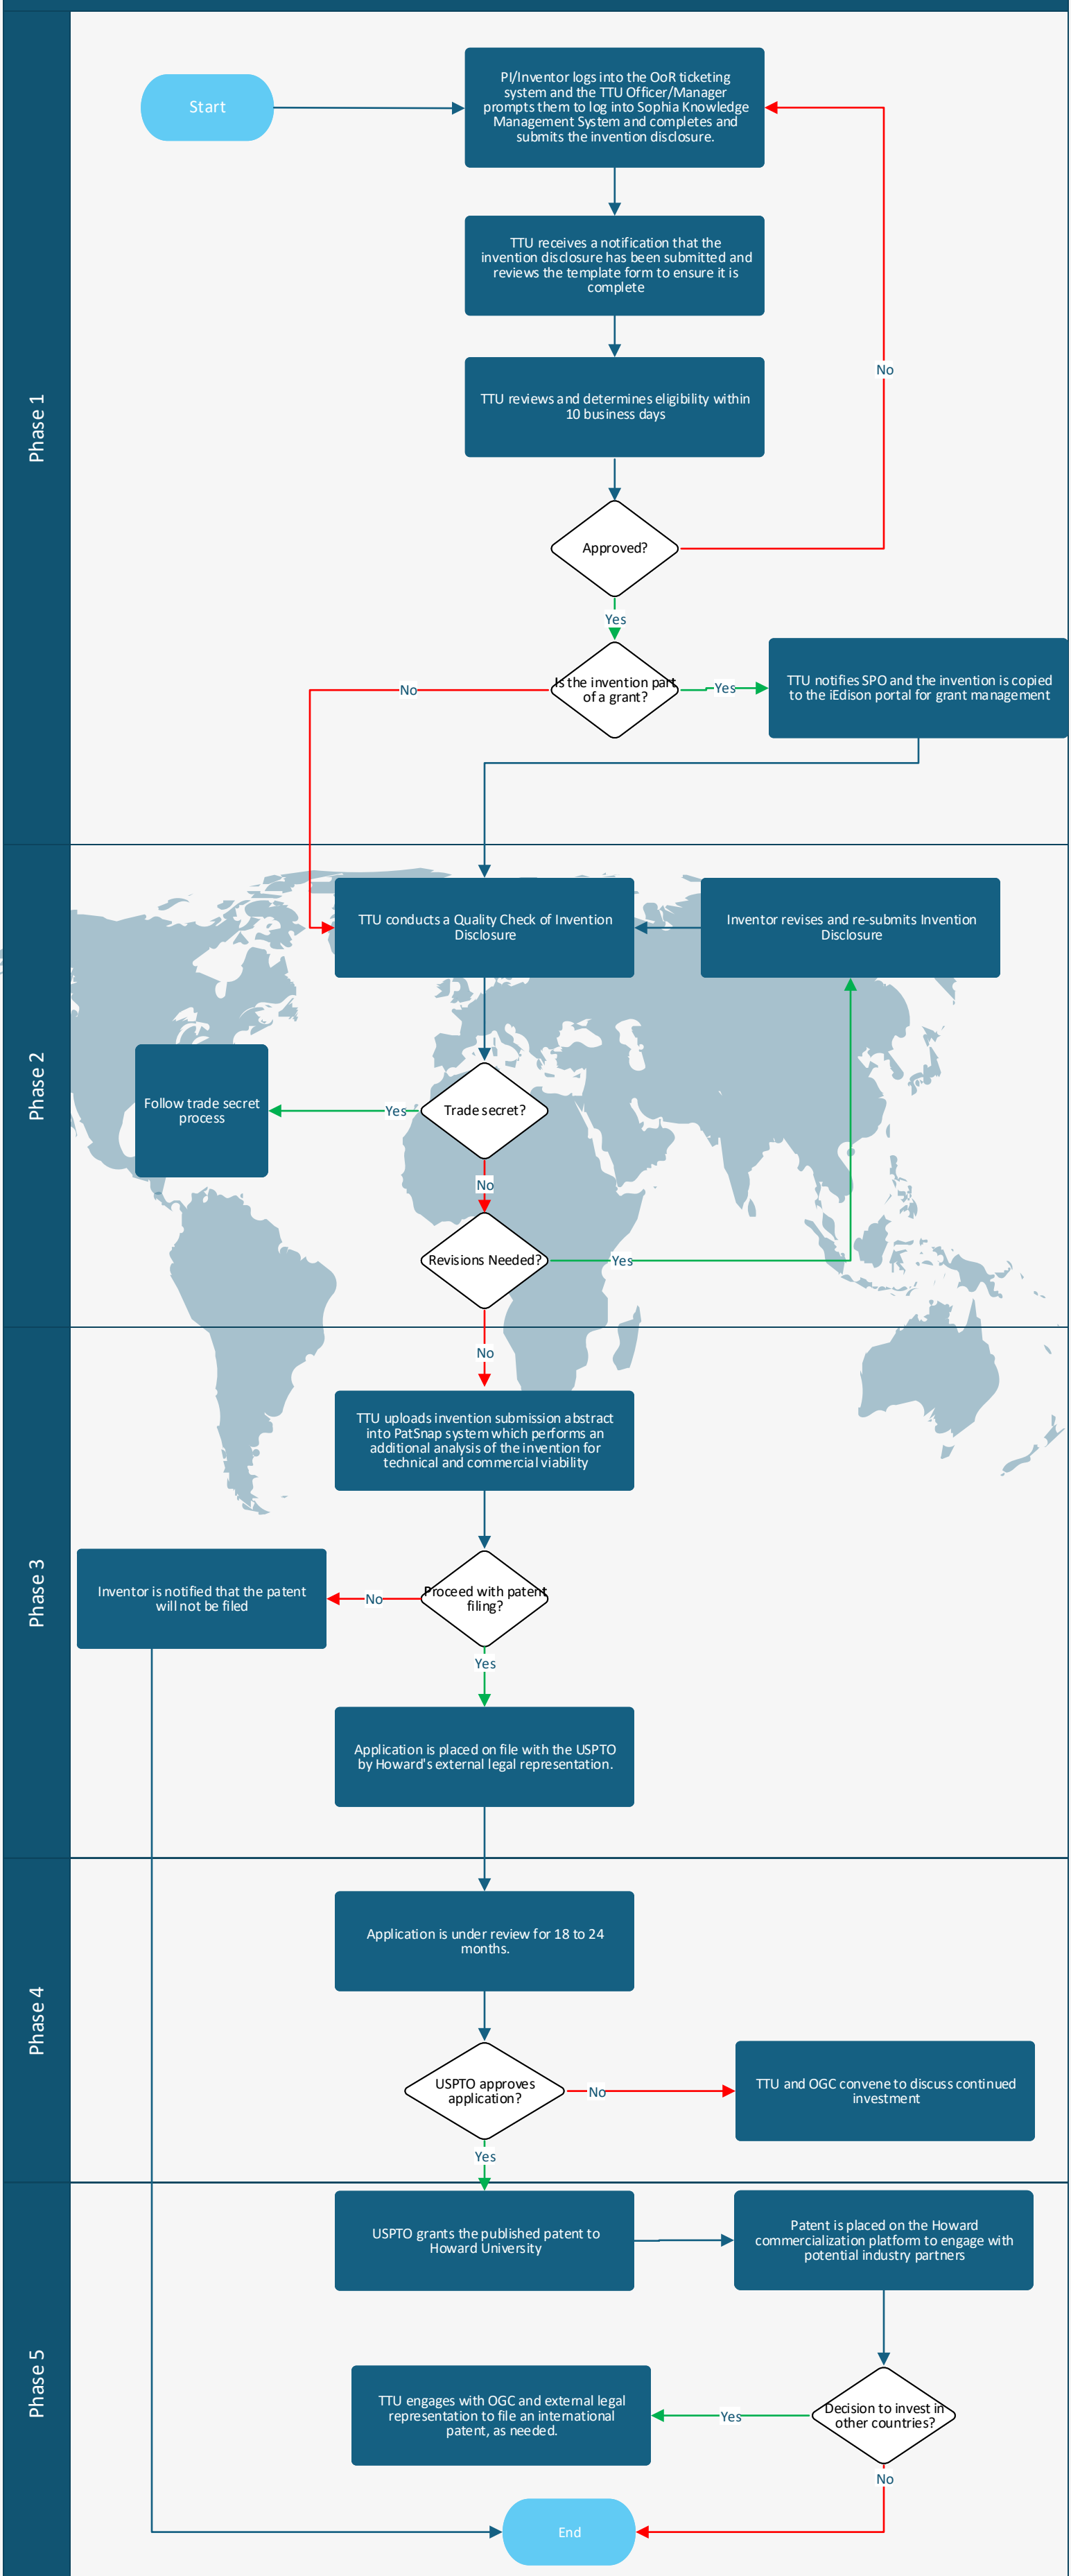 Start
PI/Inventor logs into the OoR ticketing
system and the TTU Officer/Manager
prompts them to log into Sophia Knowledge
Management System and completes and
submits the invention disclosure.
TTU receives a notification that the
invention disclosure has been submitted and
reviews the template form to ensure it is
complete
Phase 1
TTU reviews and determines eligibility within
10 business days
No
Approved?
Yes
Is the invention part
of a grant?
No
Yes
TTU notifies SPO and the invention is copied
to the iEdison portal for grant management
Phase 2
TTU conducts a Quality Check of Invention
Disclosure
Inventor revises and re-submits Invention
Disclosure
Follow trade secret
process
Yes
Trade secret?
No
Revisions Needed?
Yes
No
Phase 3
TTU uploads invention submission abstract
into PatSnap system which performs an
additional analysis of the invention for
technical and commercial viability
Inventor is notified that the patent
will not be filed
No
Proceed with patent
filing?
Yes
Application is placed on file with the USPTO
by Howard's external legal representation.
Phase 4
Application is under review for 18 to 24
months.
USPTO approves
application?
No
TTU and OGC convene to discuss continued
investment
Yes
Phase 5
USPTO grants the published patent to
Howard University
Patent is placed on the Howard
commercialization platform to engage with
potential industry partners
TTU engages with OGC and external legal
representation to file an international
patent, as needed.
Yes
Decision to invest in
other countries?
No
End